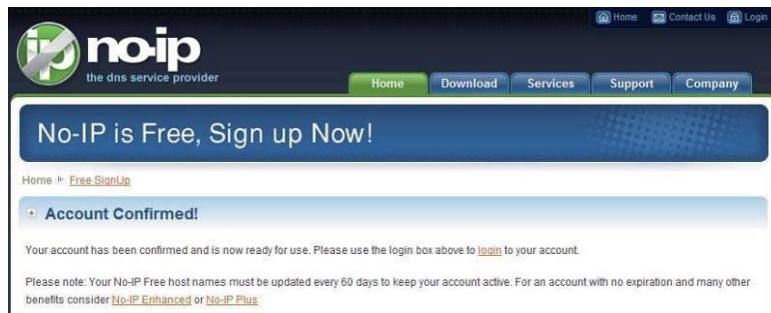 Home Contact Us Login
ip no-ip
the dns service provider
Home Download Services Support Company
No-IP is Free, Sign up Now!
Home Free SignUp
Account Confirmed!
Your account has been confirmed and is now ready for use. Please use the login box above to login to your account.
Please note: Your No-IP Free host names must be updated every 60 days to keep your account active. For an account with no expiration and many other
benefits consider No-IP Enhanced or No-IP Plus